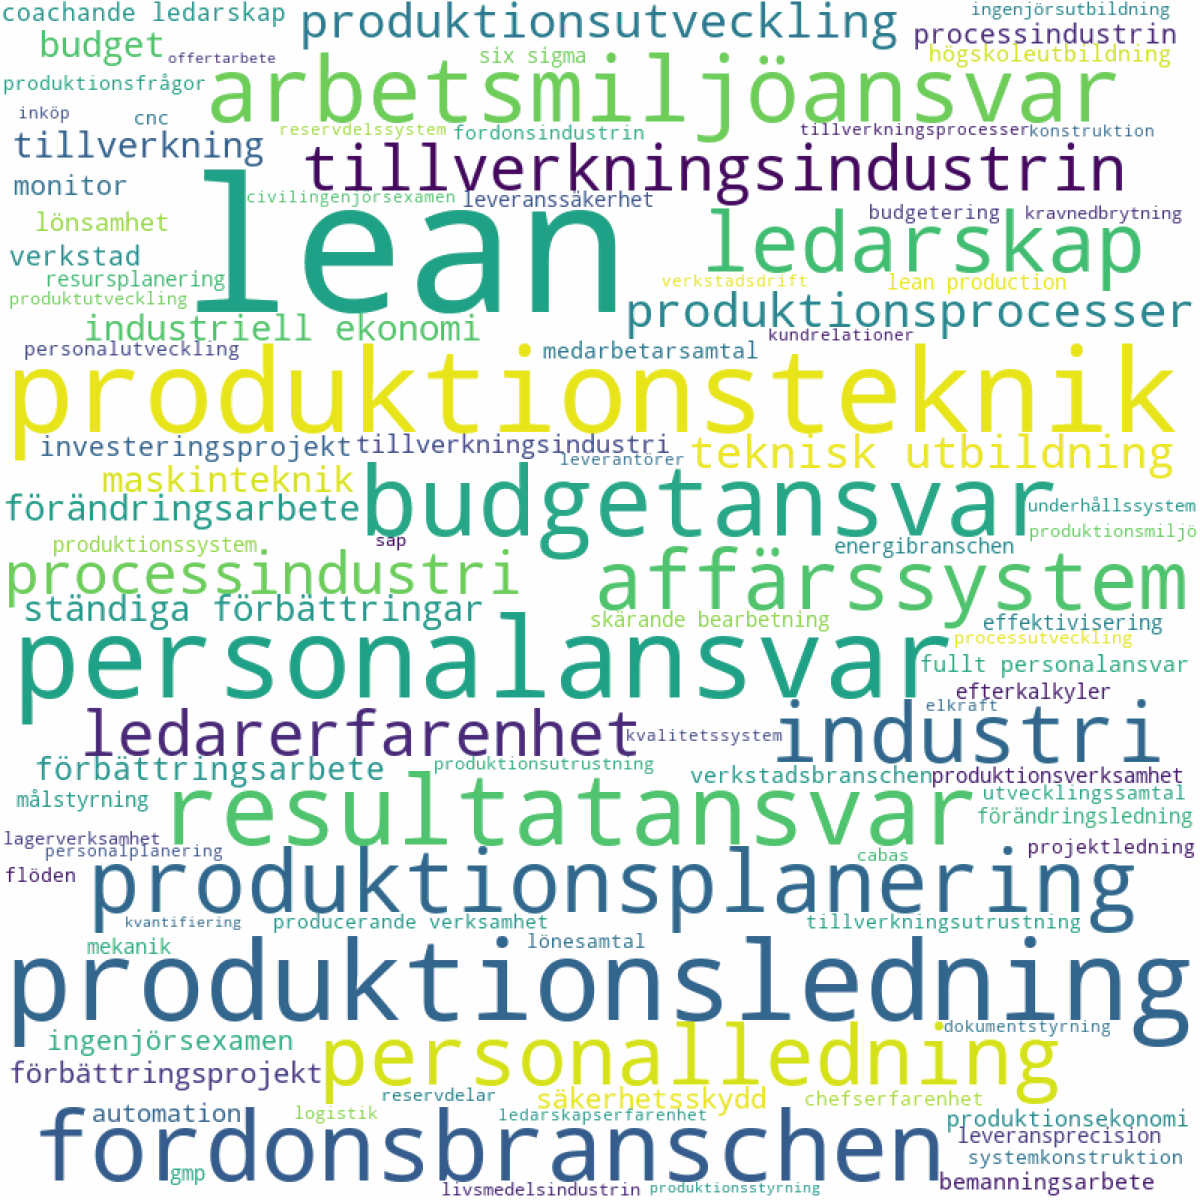 coachande ledarskap
produktionsutveckling
ingenjörsutbildning
processindustrin
budget
offertarbete
six sigma
högskoleutbildning
produktionsfrågor
arbetsmiljöansvar
inköp
cnc
reservdelssystem
fordonsindustrin
tillverkningsprocesser
konstruktion
tillverkning
tillverkningsindustrin
monitor
lean
civilingenjörsexamen
leveranssäkerhet
budgetering
kravnedbrytning
lönsamhet
ledarskap
verkstad
resursplanering
verkstadsdrift
lean production
produktutveckling
produktionsprocesser
industriell ekonomi
kundrelationer
personalutveckling
medarbetarsamtal
produktionsteknik
investeringsprojekt
tillverkningsindustri
leverantörer
teknisk utbildning
maskinteknik
budgetansvar
förändringsarbete
underhållssystem
produktionssystem
sap
energibranschen
produktionsmiljö
processindustri
affärssystem
ständiga förbättringar
skärande bearbetning
effektivisering
processutveckling
personalansvar
fullt personalansvar
efterkalkyler
elkraft
ledarerfarenhet
kvalitetssystem
industri
förbättringsarbete
produktionsutrustning
verkstadsbranschen
produktionsverksamhet
målstyrning
resultatansvar
utvecklingssamtal
förändringsledning
lagerverksamhet
personalplanering
cabas
projektledning
flöden
produktionsplanering
kvantifiering
producerande verksamhet
tillverkningsutrustning
mekanik
lönesamtal
produktionsledning
dokumentstyrning
ingenjörsexamen
personalledning
förbättringsprojekt
reservdelar
säkerhetsskydd
chefserfarenhet
automation
logistik
ledarskapserfarenhet
produktionsekonomi
fordonsbranschen
leveransprecision
systemkonstruktion
gmp
livsmedelsindustrin
produktionsstyrning
bemanningsarbete